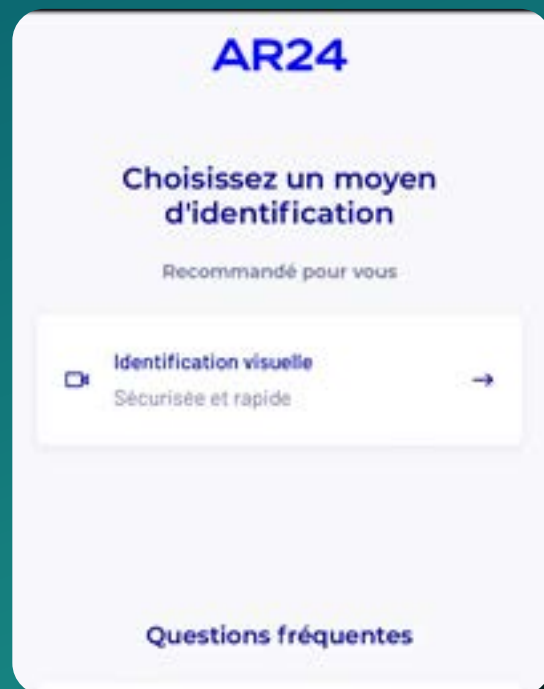 AR24
Choisissez un moyen
d'identification
Recommandé pour vous
Identification visuelle
Sécurisée et rapide
Questions fréquentes